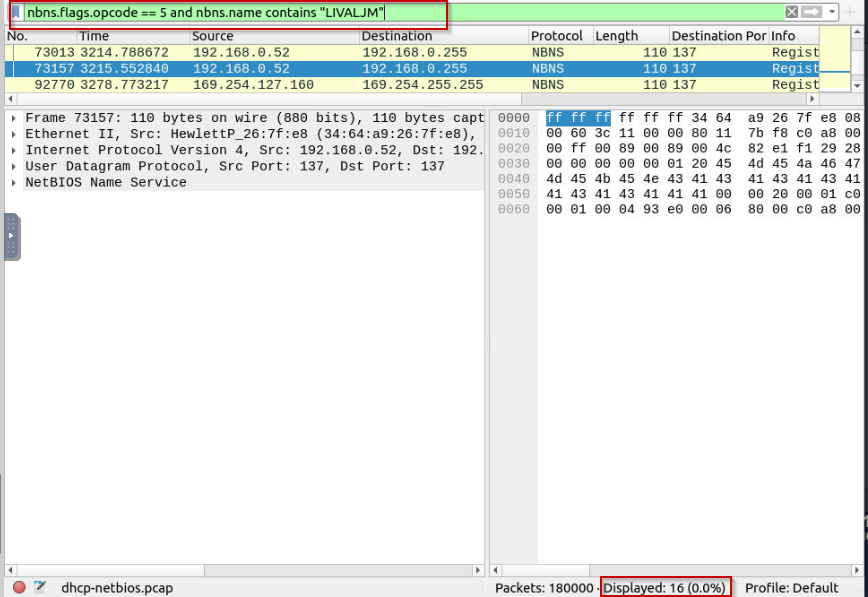 nbns.flags.opcode == 5 and nbns.name contains "LIVALJM"
No. Time Source Destination Protocol Length Destination Por Info
73013 3214.788672 192.168.0.52 192.168.0.255 NBNS 110 137 Regist
73157 3215.552840 192.168.0.52 192.168.0.255 NBNS 110 137 Regist
92770 3278.773217 169.254.127.160 169.254.255.255 NBNS 110 137 Regist
Frame 73157: 110 bytes on wire (880 bits), 110 bytes capt
Ethernet II, Src: HewlettP_26:7f:e8 (34:64:a9:26:7f:e8),
Internet Protocol Version 4, Src: 192.168.0.52, Dst: 192.
User Datagram Protocol, Src Port: 137, Dst Port: 137
NetBIOS Name Service
0000 ff ff ff ff ff ff 34 64 a9 26 7f e8 08
0010 00 60 3c 11 00 00 80 11 7b f8 c0 a8 00
0020 00 ff 00 89 00 89 00 4c 82 e1 f1 29 28
0030 00 00 00 00 00 01 20 45 4d 45 4a 46 47
0040 4d 45 4b 45 4e 43 41 43 41 43 41 43 41
0050 41 43 41 43 41 41 41 00 00 20 00 01 c0
0060 00 01 00 04 93 e0 00 06 80 00 c0 a8 00
dhcp-netbios.pcap
Packets: 180000 · Displayed: 16 (0.0%)
Profile: Default